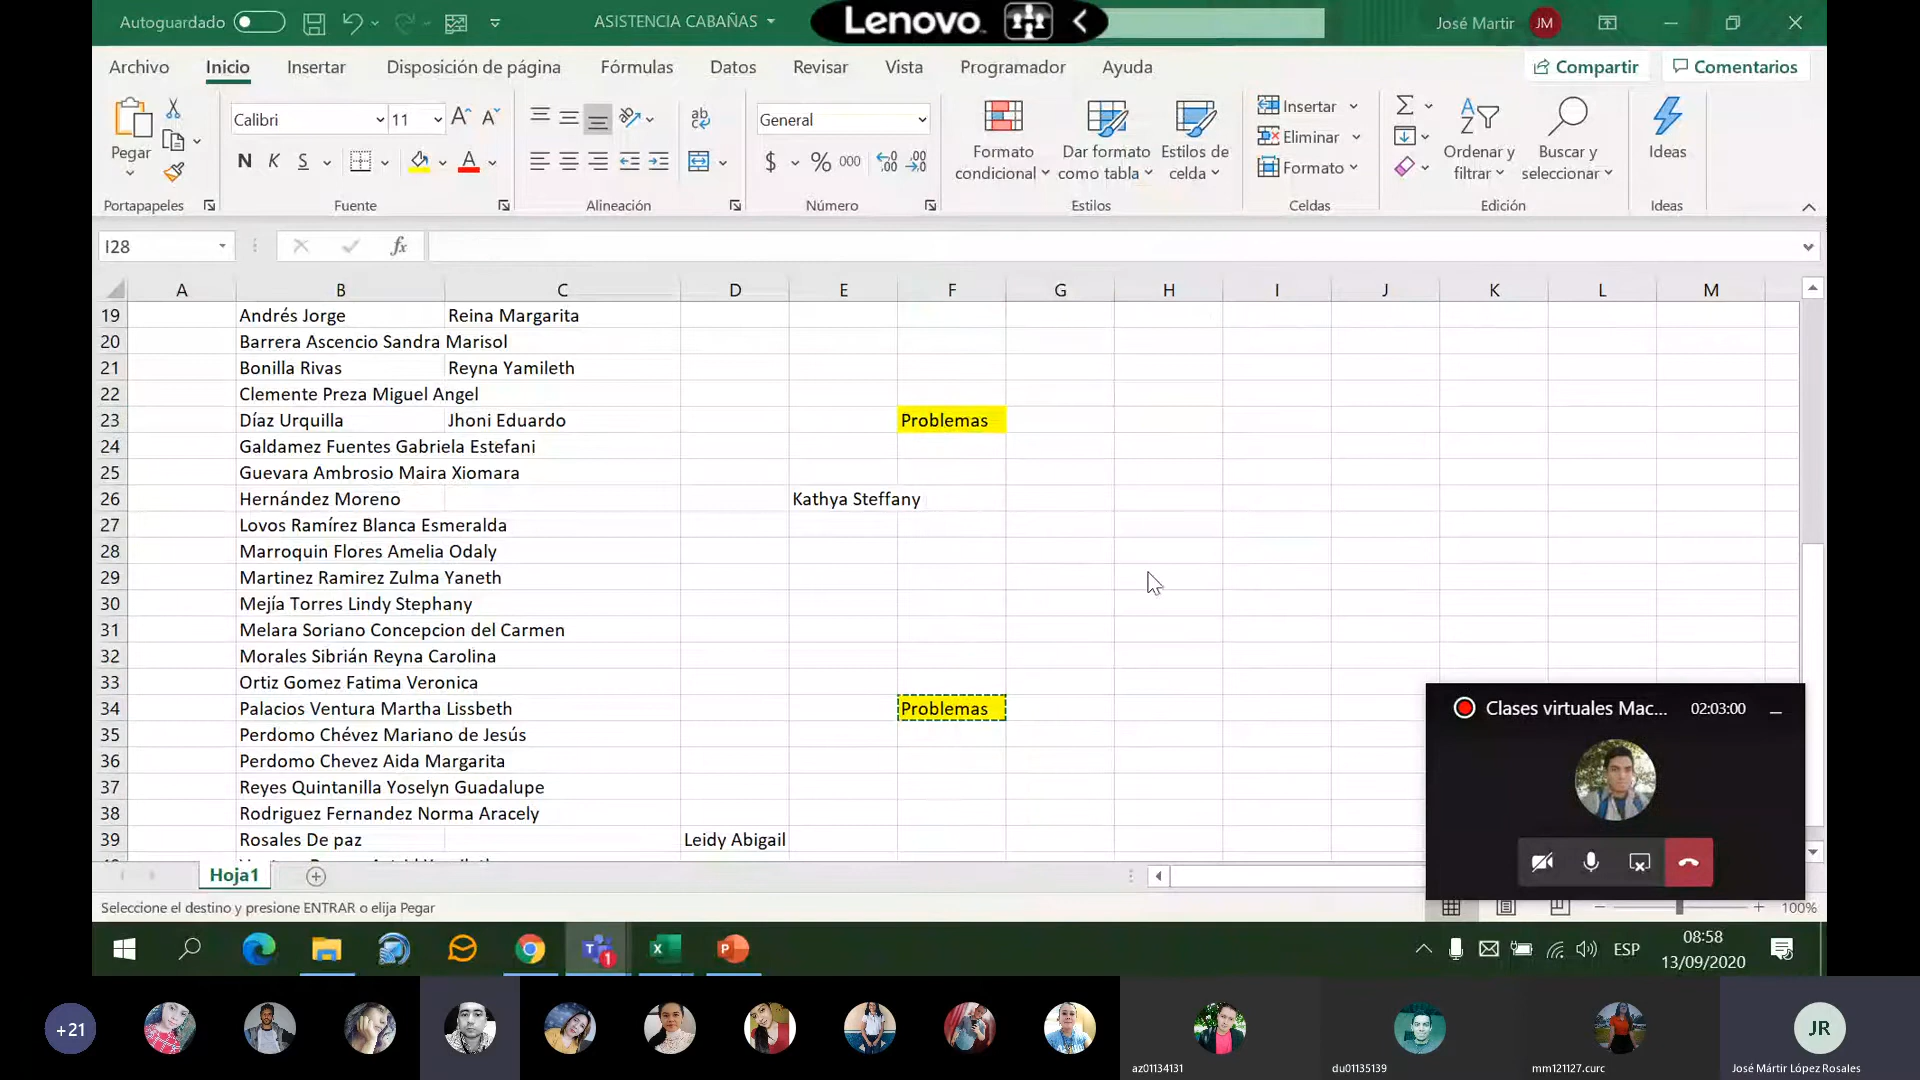 Autoguardado
ASISTENCIA CABAÑAS
Lenovo
José Martir
JM
Archivo Inicio Insertar Disposición de página Fórmulas Datos Revisar Vista Programador Ayuda
Compartir
Comentarios
Pegar
Portapapeles
Calibri
11
N K S
Fuente
Alineación
General
$ % 000
Número
Formato condicional
Dar formato como tabla
Estilos de celda
Estilos
Insertar
Eliminar
Formato
Celdas
Ordenar y filtrar
Buscar y seleccionar
Edición
Ideas
Ideas
I28
fx
A B C D E F G H I J K L M
19 Andrés Jorge Reina Margarita
20 Barrera Ascencio Sandra Marisol
21 Bonilla Rivas Reyna Yamileth
22 Clemente Preza Miguel Angel
23 Díaz Urquilla Jhoni Eduardo Problemas
24 Galdamez Fuentes Gabriela Estefani
25 Guevara Ambrosio Maira Xiomara
26 Hernández Moreno Kathya Steffany
27 Lovos Ramírez Blanca Esmeralda
28 Marroquin Flores Amelia Odaly
29 Martinez Ramirez Zulma Yaneth
30 Mejía Torres Lindy Stephany
31 Melara Soriano Concepcion del Carmen
32 Morales Sibrián Reyna Carolina
33 Ortiz Gomez Fatima Veronica
34 Palacios Ventura Martha Lissbeth Problemas
35 Perdomo Chévez Mariano de Jesús
36 Perdomo Chevez Aida Margarita
37 Reyes Quintanilla Yoselyn Guadalupe
38 Rodriguez Fernandez Norma Aracely
39 Rosales De paz Leidy Abigail
Clases virtuales Mac... 02:03:00
Hoja1
Seleccione el destino y presione ENTRAR o elija Pegar
100%
ESP
08:58
13/09/2020
+21
az01134131
du01135139
mm121127.curc
JR
José Mártir López Rosales